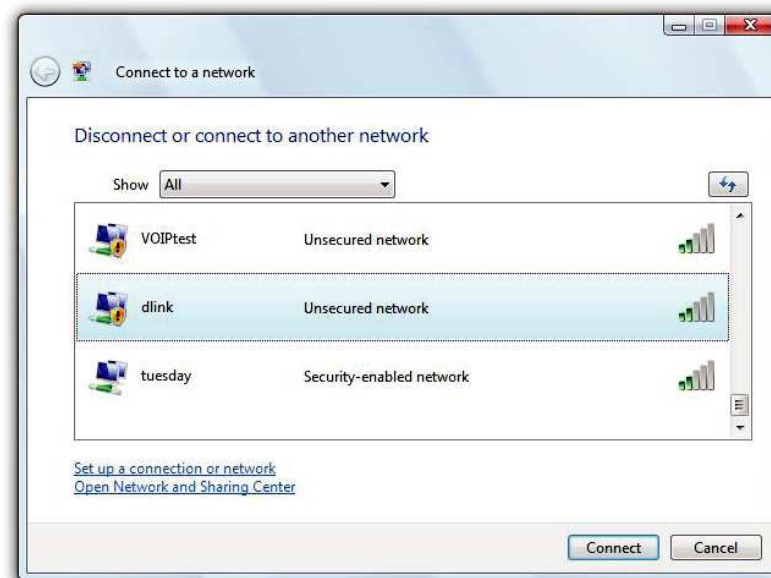 Connect to a network
Disconnect or connect to another network
Show All
VOIPtest Unsecured network
dlink Unsecured network
tuesday Security-enabled network
Set up a connection or network
Open Network and Sharing Center
Connect Cancel